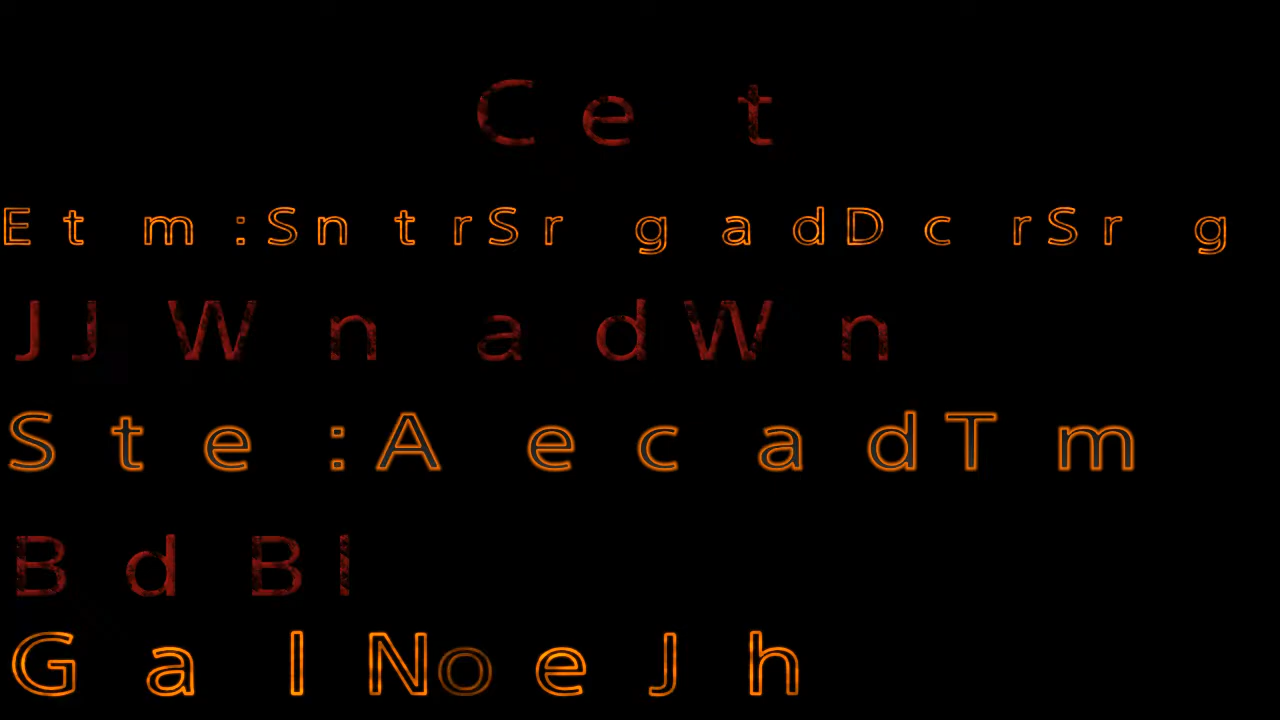 C e t
E t m : S n t r S r g a d D c r S r g
J J W n a d W n
S t e : A e c a d T m
B d B l
G a l N o e J h